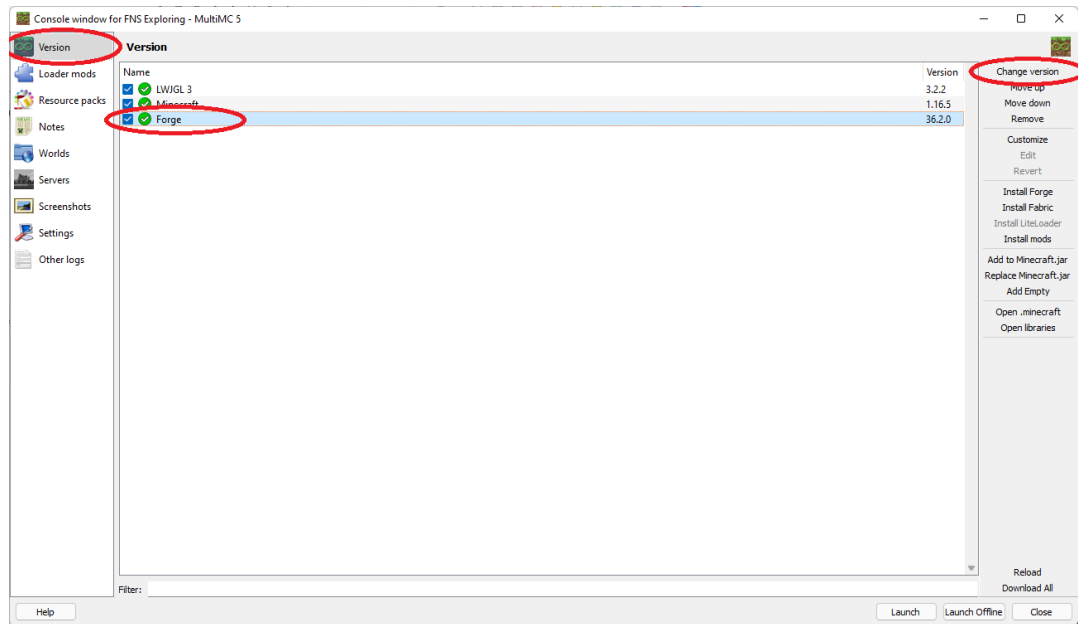 Console window for FNS Exploring - MultiMC 5
Version
Loader mods
Resource packs
Notes
Worlds
Servers
Screenshots
Settings
Other logs
Version
Name Version
LWJGL 3 3.2.2
Minecraft 1.16.5
Forge 36.2.0
Filter:
Change version
Move up
Move down
Remove
Customize
Edit
Revert
Install Forge
Install Fabric
Install LiteLoader
Install mods
Add to Minecraft.jar
Replace Minecraft.jar
Add Empty
Open .minecraft
Open libraries
Reload
Download All
Help Launch Launch Offline Close